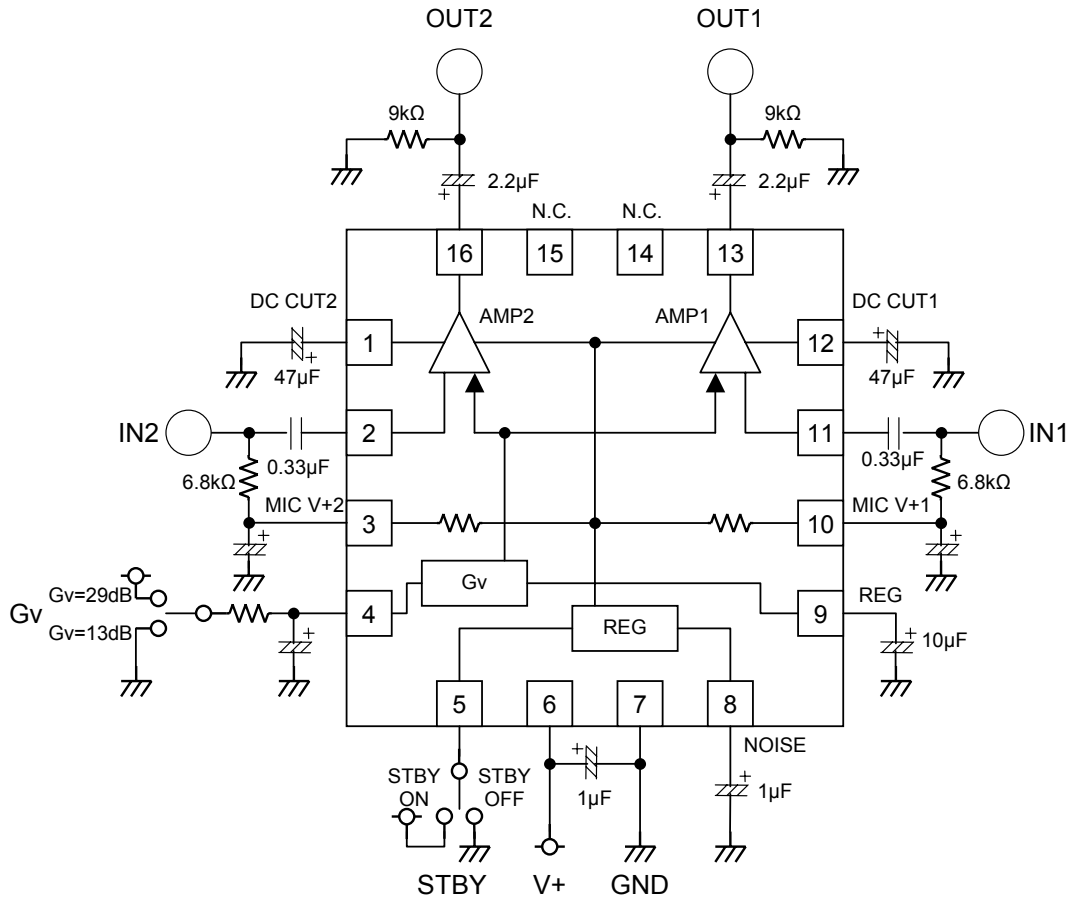 OUT2
OUT1
9kΩ
9kΩ
+
2.2µF
+
2.2µF
N.C.
N.C.
16
15
14
13
DC CUT2
AMP2
AMP1
DC CUT1
1
12
+
47µF
+
47µF
IN2
2
11
IN1
0.33µF
0.33µF
6.8kΩ
6.8kΩ
MIC V+2
3
10
MIC V+1
+
+
Gv
Gv=29dB
Gv=13dB
4
Gv
9
REG
+
REG
+
10µF
5
6
7
8
NOISE
STBY
ON
STBY
OFF
+
1µF
+
1µF
STBY
V+
GND